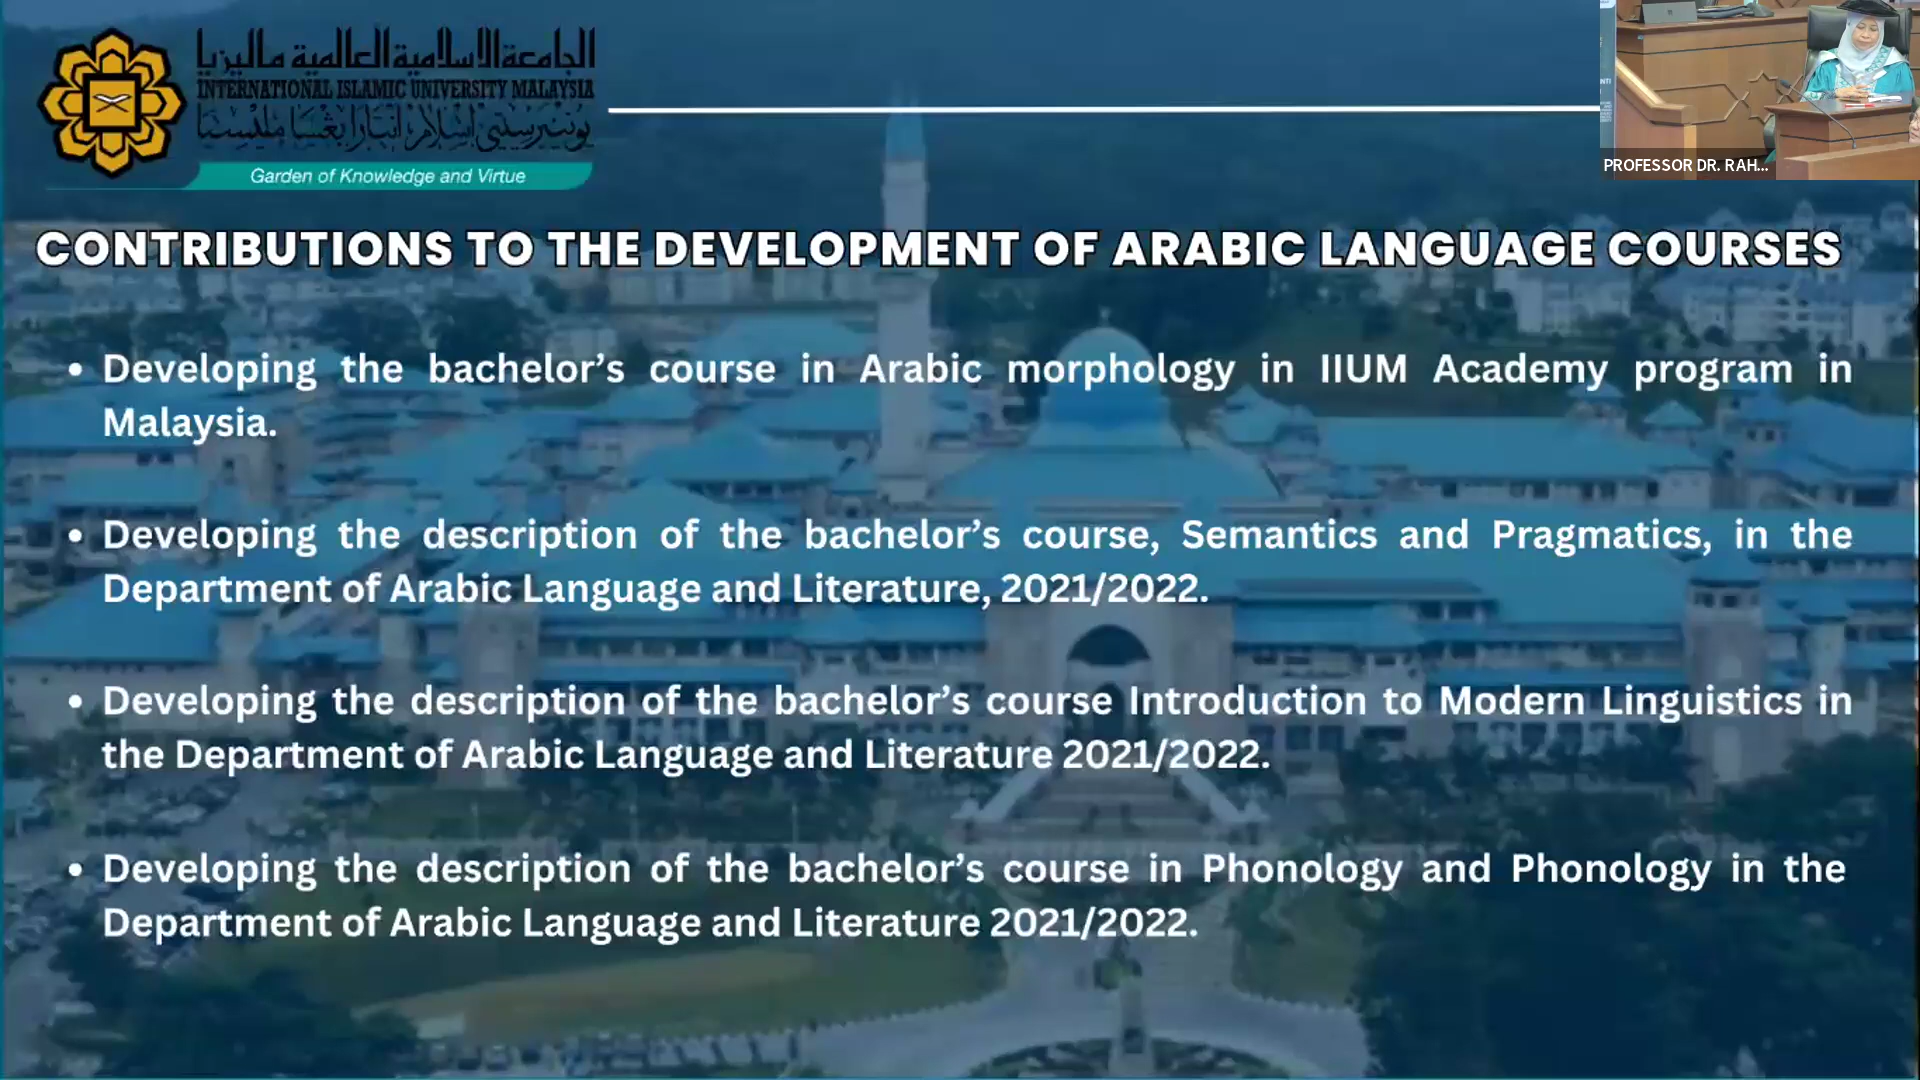 الجامعة الإسلامية العالمية ماليزيا
INTERNATIONAL ISLAMIC UNIVERSITY MALAYSIA
يونيۏرسيتي اسلام انتارابڠسا مليسيا
Garden of Knowledge and Virtue
PROFESSOR DR. RAH...
CONTRIBUTIONS TO THE DEVELOPMENT OF ARABIC LANGUAGE COURSES
• Developing the bachelor’s course in Arabic morphology in IIUM Academy program in
Malaysia.
• Developing the description of the bachelor’s course, Semantics and Pragmatics, in the
Department of Arabic Language and Literature, 2021/2022.
• Developing the description of the bachelor’s course Introduction to Modern Linguistics in
the Department of Arabic Language and Literature 2021/2022.
• Developing the description of the bachelor’s course in Phonology and Phonology in the
Department of Arabic Language and Literature 2021/2022.